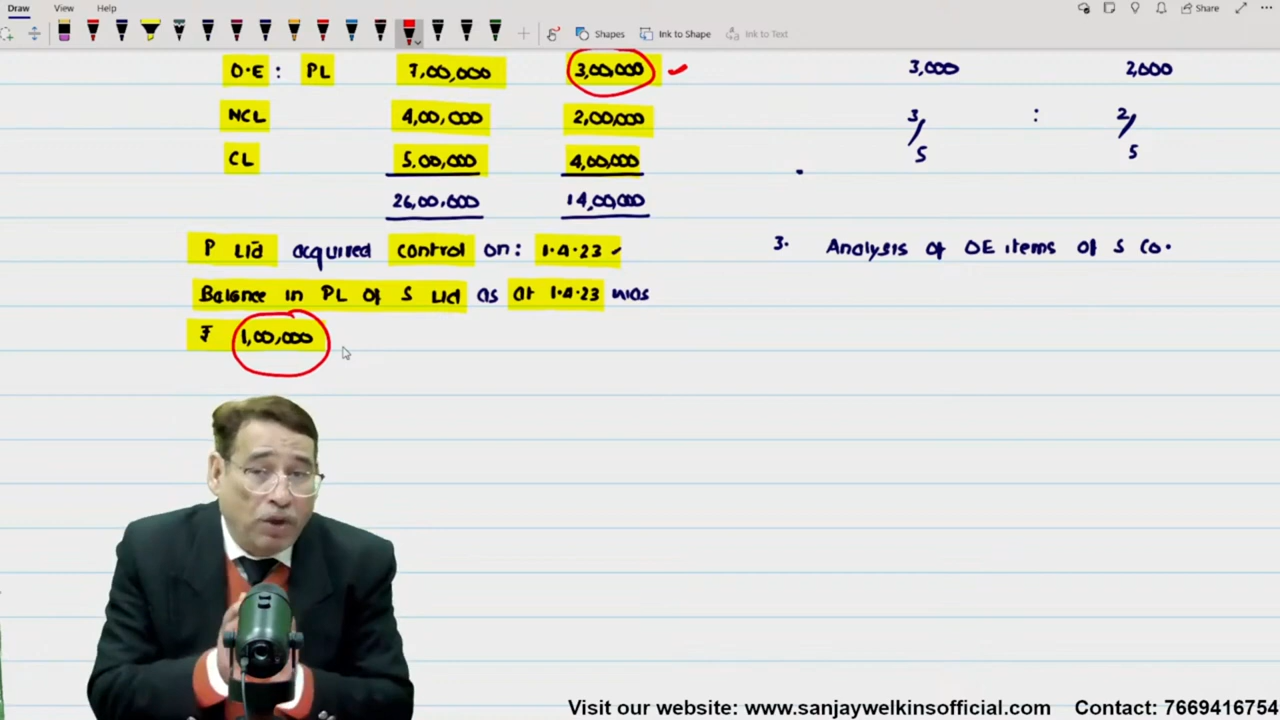 Draw View Help
Share
Shapes Ink to Shape Ink to Text
O.E : PL 7,00,000 3,00,000
NCL 4,00,000 2,00,000
CL 5.00,000 4,00,000
26,00,000 14,00,000
P Ltd acquired control on: 1.4.23
Balance in PL of S Ltd as at 1.4.23 was
₹ 1,00,000
3,000 2,000
3/5 : 2/5
3. Analysis of OE items of S Co.
Visit our website: www.sanjaywelkinsofficial.com Contact: 7669416754